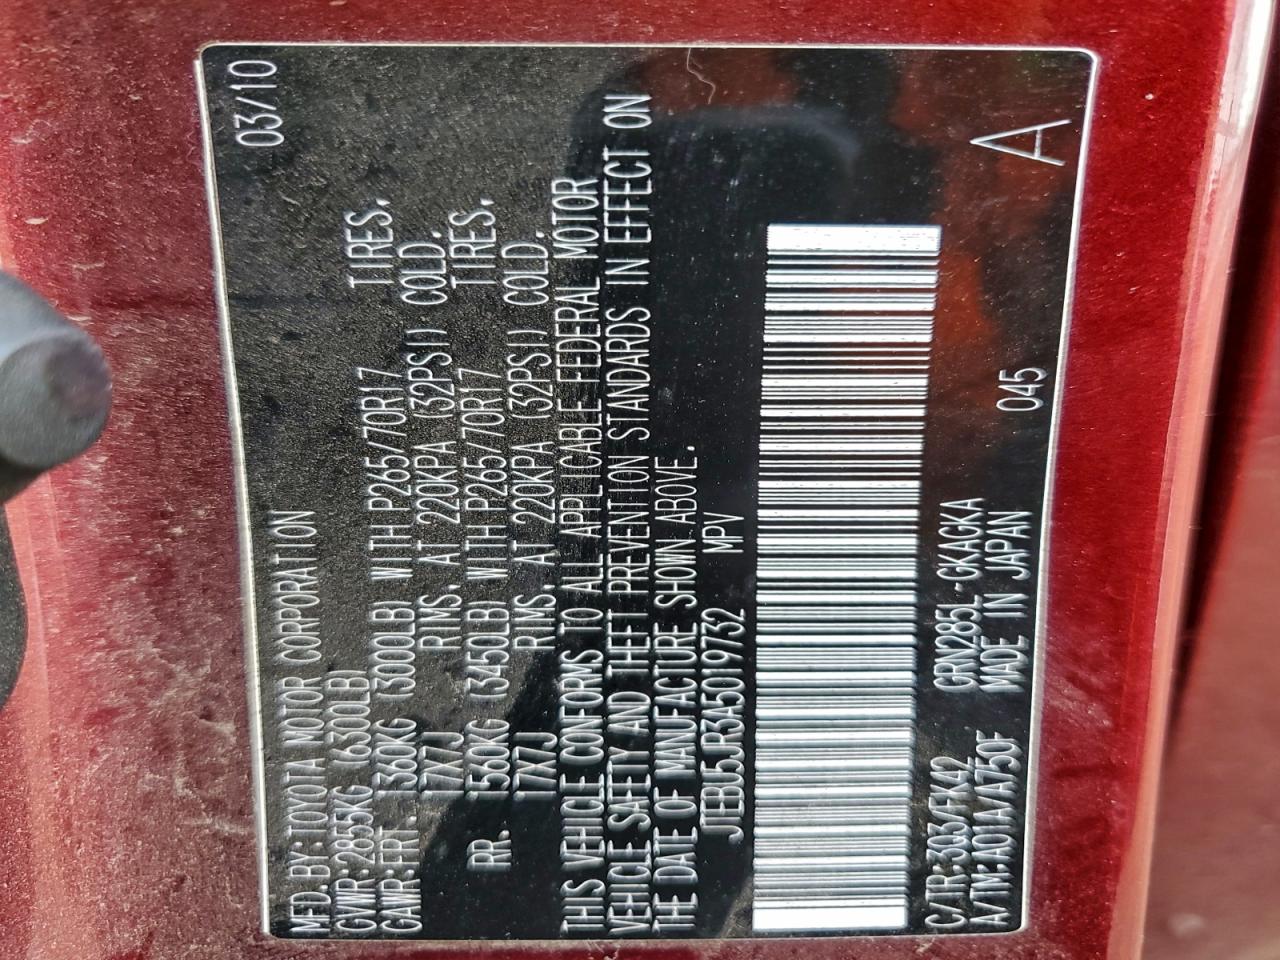 MFD. BY: TOYOTA MOTOR CORPORATION 03/10
GVWR: 2855KG (6300LB)
GAWR: FRT. 1360KG (3000LB) WITH P265/70R17 TIRES,
17X7J RIMS, AT 220KPA (32PSI) COLD.
RR. 1560KG (3450LB) WITH P265/70R17 TIRES,
17X7J RIMS, AT 220KPA (32PSI) COLD.
THIS VEHICLE CONFORMS TO ALL APPLICABLE FEDERAL MOTOR
VEHICLE SAFETY AND THEFT PREVENTION STANDARDS IN EFFECT ON
THE DATE OF MANUFACTURE SHOWN ABOVE.
JTEBU5JR3A5019732 MPV
C/TR: 3Q3/FK42 GRN285L-GKAGKA 045
A/TM: A01A/A750F MADE IN JAPAN A